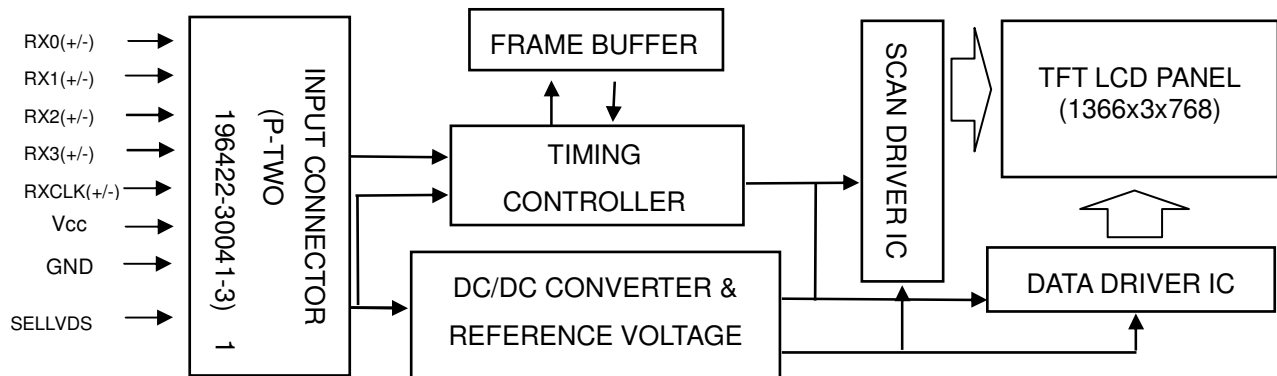 RX0(+/-)
RX1(+/-)
RX2(+/-)
RX3(+/-)
RXCLK(+/-)
Vcc
GND
SELLVDS
INPUT CONNECTOR
(P-TWO
196422-30041-3) 1
FRAME BUFFER
TIMING
CONTROLLER
DC/DC CONVERTER &
REFERENCE VOLTAGE
SCAN DRIVER IC
TFT LCD PANEL
(1366x3x768)
DATA DRIVER IC